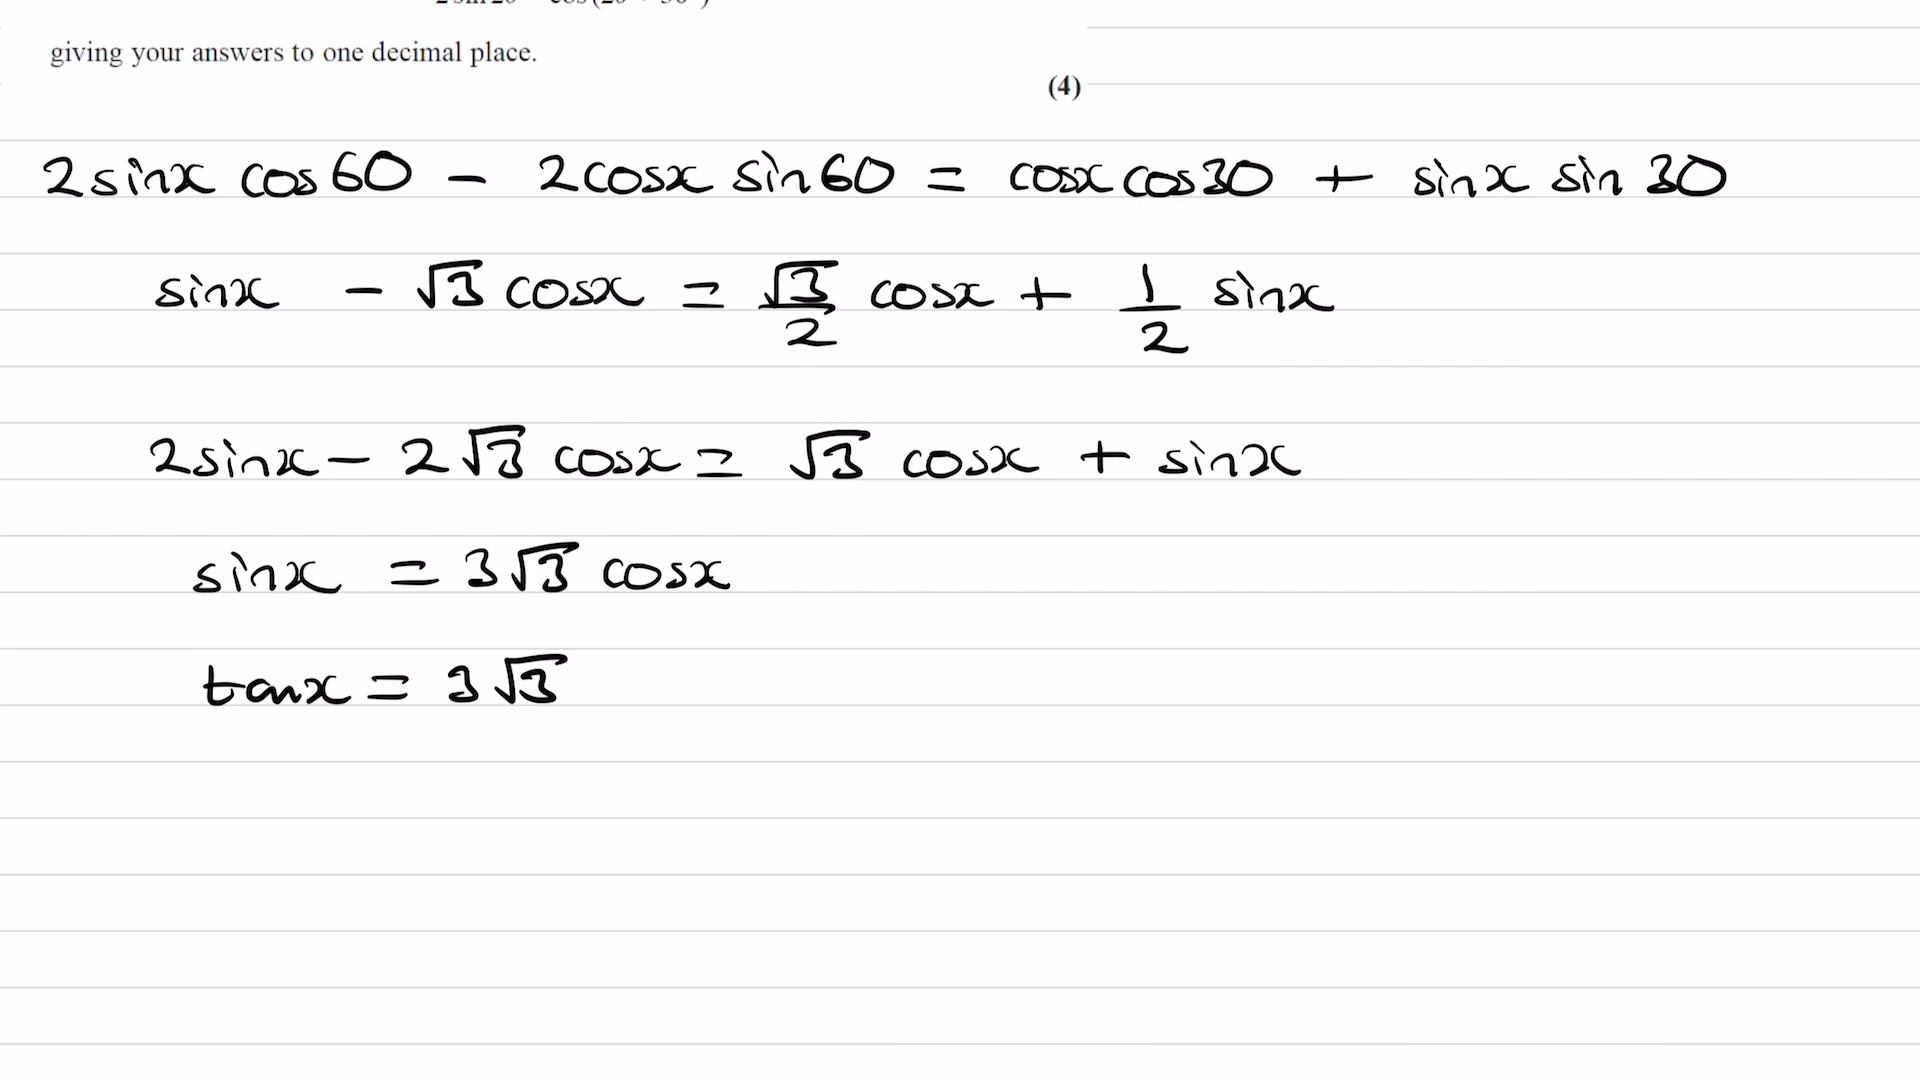 giving your answers to one decimal place.
(4)
2sinx cos60 - 2cosx sin60 = cosx cos30 + sinx sin 30
sinx - √3 cosx = √3/2 cosx + 1/2 sinx
2sinx - 2√3 cosx = √3 cosx + sinx
sinx = 3√3 cosx
tanx = 3√3